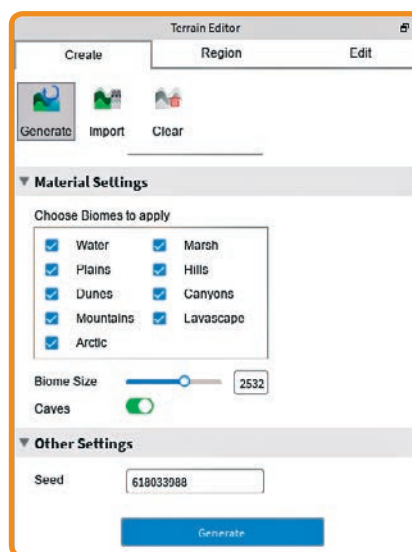 Terrain Editor
Create Region Edit
Generate Import Clear
Material Settings
Choose Biomes to apply
Water Marsh
Plains Hills
Dunes Canyons
Mountains Lavascape
Arctic
Biome Size 2532
Caves
Other Settings
Seed 618033988
Generate